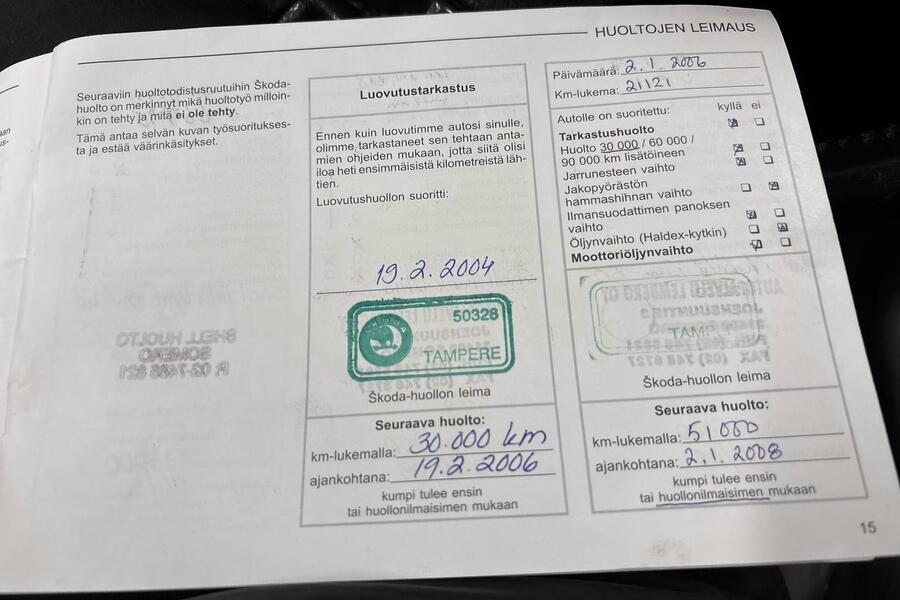 HUOLTOJEN LEIMAUS
Seuraaviin huoltotodistusruutuihin Škoda-
huolto on merkinnyt mikä huoltotyö milloin-
kin on tehty ja mitä ei ole tehty.
Tämä antaa selvän kuvan työsuoritukses-
ta ja estää väärinkäsitykset.
Luovutustarkastus
Ennen kuin luovutimme autosi sinulle,
olimme tarkastaneet sen tehtaan anta-
mien ohjeiden mukaan, jotta siitä olisi
iloa heti ensimmäisistä kilometreistä läh-
tien.
Luovutushuollon suoritti:
19.2.2004
50328
SKODA
TAMPERE
Škoda-huollon leima
Seuraava huolto:
km-lukemalla: 30.000 km
ajankohtana: 19.2.2006
kumpi tulee ensin
tai huollonilmaisimen mukaan
Päivämäärä: 2.1.2006
Km-lukema: 21121
Autolle on suoritettu: kyllä ei
Tarkastushuolto
Huolto 30 000 / 60 000 /
90 000 km lisätöineen
Jarrunesteen vaihto
Jakopyörästön
hammashihnan vaihto
Ilmansuodattimen panoksen
vaihto
Öljynvaihto (Haldex-kytkin)
Moottoriöljynvaihto
TAMP
Škoda-huollon leima
Seuraava huolto:
km-lukemalla: 51000
ajankohtana: 2.1.2008
kumpi tulee ensin
tai huollonilmaisimen mukaan
15